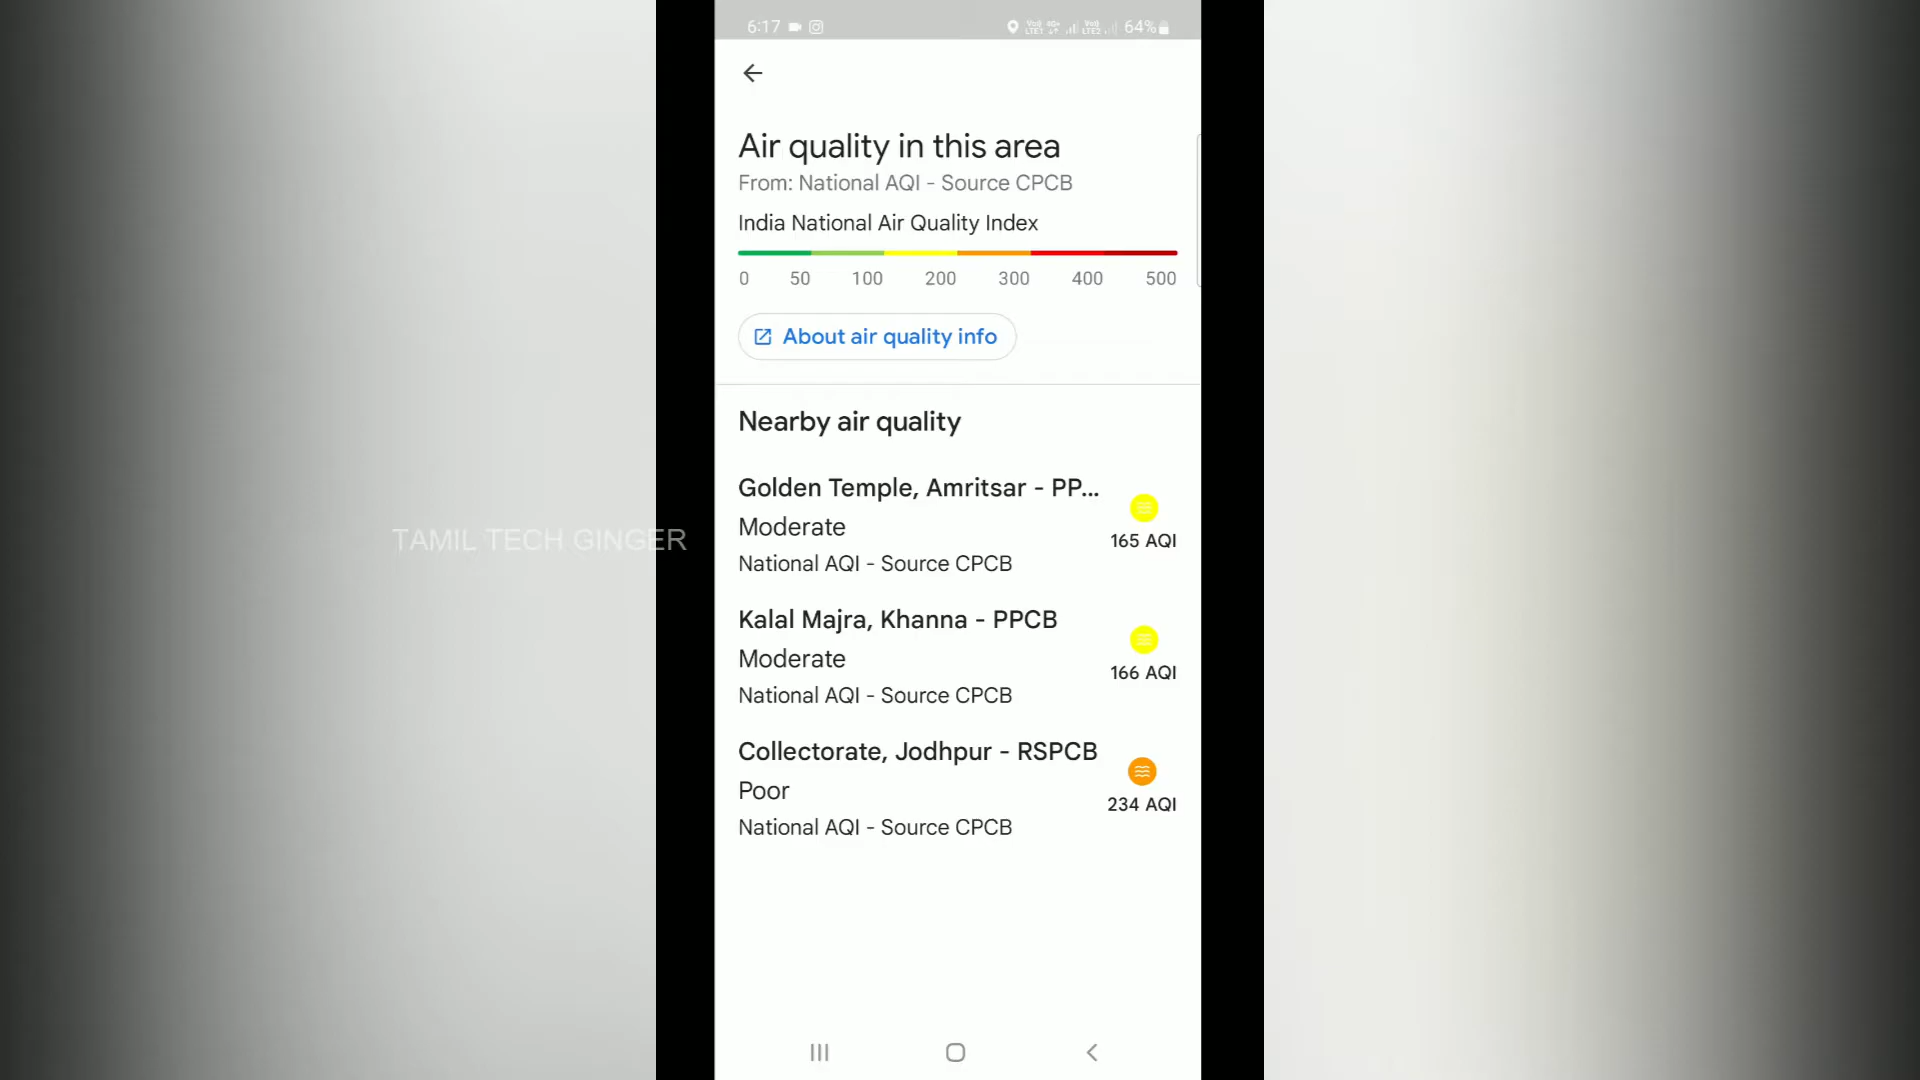 6:17
64%
Air quality in this area
From: National AQI - Source CPCB
India National Air Quality Index
0 50 100 200 300 400 500
About air quality info
Nearby air quality
Golden Temple, Amritsar - PP...
Moderate
National AQI - Source CPCB
165 AQI
TAMIL TECH GINGER
Kalal Majra, Khanna - PPCB
Moderate
National AQI - Source CPCB
166 AQI
Collectorate, Jodhpur - RSPCB
Poor
National AQI - Source CPCB
234 AQI